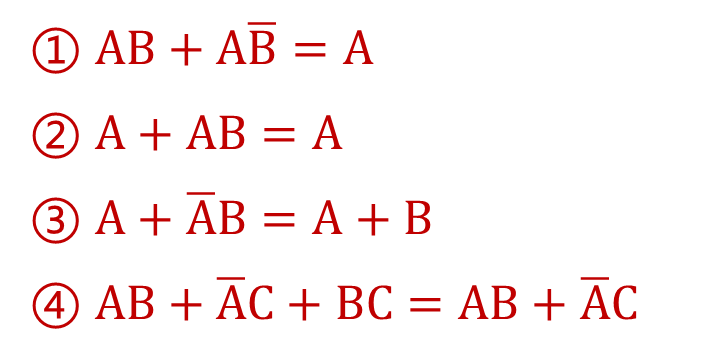 ① AB + AB̅ = A
② A + AB = A
③ A + A̅B = A + B
④ AB + A̅C + BC = AB + A̅C